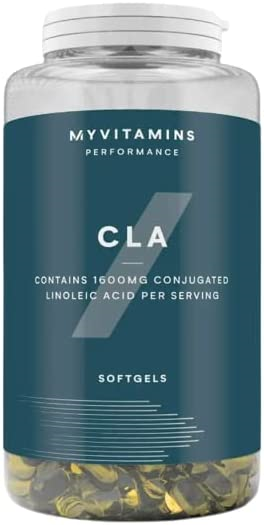 MYVITAMINS
PERFORMANCE
CLA
CONTAINS 1600MG CONJUGATED
LINOLEIC ACID PER SERVING
SOFTGELS